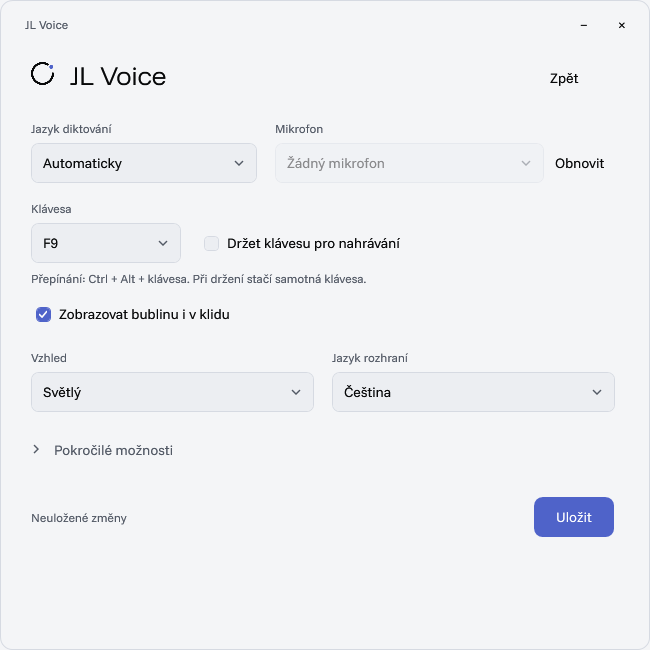 JL Voice
JL Voice
Zpět
Jazyk diktování
Mikrofon
Automaticky
Žádný mikrofon
Obnovit
Klávesa
F9
Držet klávesu pro nahrávání
Přepínání: Ctrl + Alt + klávesa. Při držení stačí samotná klávesa.
Zobrazovat bublinu i v klidu
Vzhled
Jazyk rozhraní
Světlý
Čeština
Pokročilé možnosti
Neuložené změny
Uložit